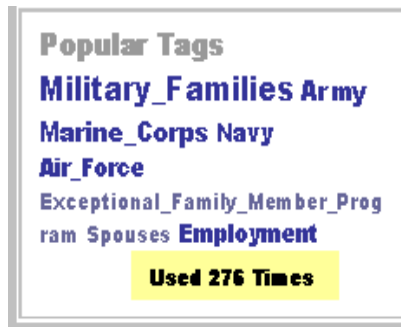 Popular Tags
Military_Families Army
Marine_Corps Navy
Air_Force
Exceptional_Family_Member_Prog
ram Spouses Employment
Used 276 Times